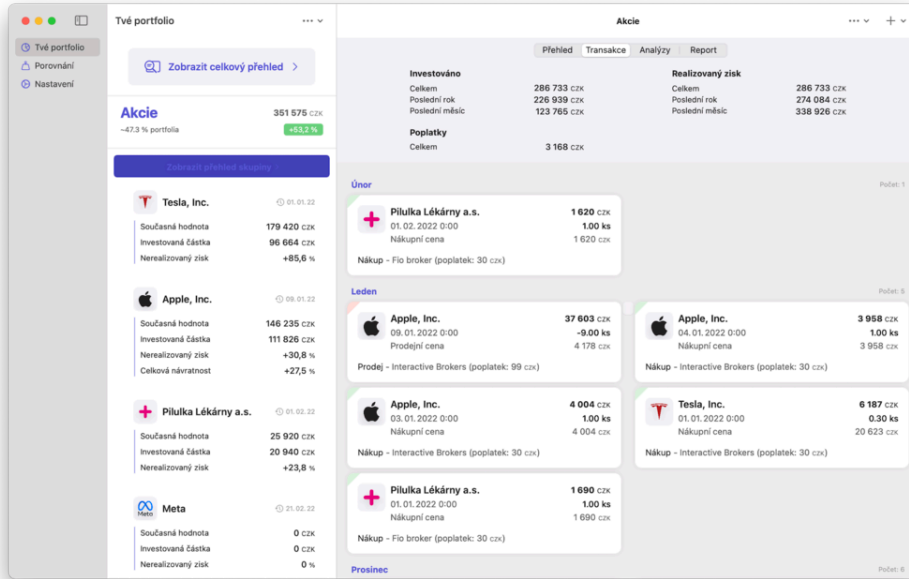 Tvé portfolio
Porovnání
Nastavení
Tvé portfolio
Zobrazit celkový přehled
Akcie 351 575 CZK
~47.3 % portfolia +53,2 %
Zobrazit přehled skupiny
Tesla, Inc. 01.01.22
Současná hodnota 179 420 CZK
Investovaná částka 96 664 CZK
Nerealizovaný zisk +85,6 %
Apple, Inc. 09.01.22
Současná hodnota 146 235 CZK
Investovaná částka 111 826 CZK
Nerealizovaný zisk +30,8 %
Celková návratnost +27,5 %
Pilulka Lékárny a.s. 01.02.22
Současná hodnota 25 920 CZK
Investovaná částka 20 940 CZK
Nerealizovaný zisk +23,8 %
Meta
Meta 21.02.22
Současná hodnota 0 CZK
Investovaná částka 0 CZK
Nerealizovaný zisk 0 %
Akcie
Přehled Transakce Analýzy Report
Investováno
Celkem 286 733 CZK
Poslední rok 226 939 CZK
Poslední měsíc 123 765 CZK
Realizovaný zisk
Celkem 286 733 CZK
Poslední rok 274 084 CZK
Poslední měsíc 338 926 CZK
Poplatky
Celkem 3 168 CZK
Únor Počet: 1
Pilulka Lékárny a.s. 1 620 CZK
01. 02. 2022 0:00 1.00 ks
Nákupní cena 1 620 CZK
Nákup - Fio broker (poplatek: 30 CZK)
Leden Počet: 5
Apple, Inc. 37 603 CZK
09. 01. 2022 0:00 -9.00 ks
Prodejní cena 4 178 CZK
Prodej - Interactive Brokers (poplatek: 99 CZK)
Apple, Inc. 3 958 CZK
04. 01. 2022 0:00 1.00 ks
Nákupní cena 3 958 CZK
Nákup - Interactive Brokers (poplatek: 30 CZK)
Apple, Inc. 4 004 CZK
03. 01. 2022 0:00 1.00 ks
Nákupní cena 4 004 CZK
Nákup - Interactive Brokers (poplatek: 30 CZK)
Tesla, Inc. 6 187 CZK
01. 01. 2022 0:00 0.30 ks
Nákupní cena 20 623 CZK
Nákup - Interactive Brokers (poplatek: 30 CZK)
Pilulka Lékárny a.s. 1 690 CZK
01. 01. 2022 0:00 1.00 ks
Nákupní cena 1 690 CZK
Nákup - Fio broker (poplatek: 30 CZK)
Prosinec Počet: 6